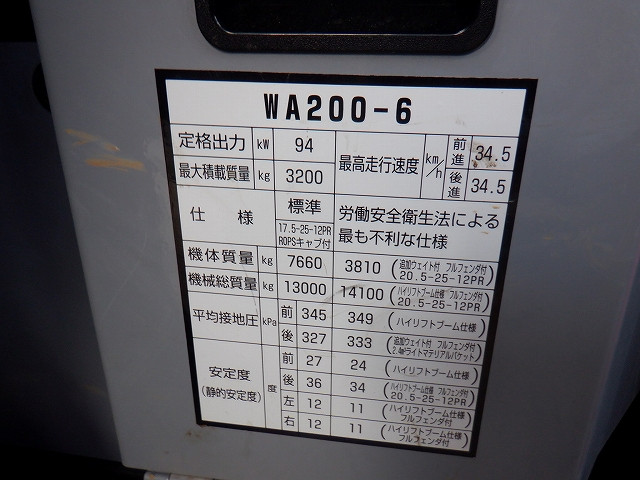 WA200-6
定格出力 kW 94 最高走行速度 km/h 前進 34.5
最大積載質量 kg 3200 後進 34.5
仕様 標準 17.5-25-12PR ROPSキャブ付 労働安全衛生法による最も不利な仕様
機体質量 kg 7660 3810 (追加ウェイト付 フルフェンダ付 20.5-25-12PR)
機械総質量 kg 13000 14100 (ハイリフトブーム仕様 フルフェンダ付 20.5-25-12PR)
平均接地圧 kPa 前 345 349 (ハイリフトブーム仕様)
後 327 333 (追加ウェイト付 フルフェンダ付 2.4m³ライトマテリアルバケット)
安定度 (静的安定度) 度 前 27 24 (ハイリフトブーム仕様)
後 36 34 (ハイリフトブーム仕様 フルフェンダ付 20.5-25-12PR)
左 12 11 (ハイリフトブーム仕様 フルフェンダ付)
右 12 11 (ハイリフトブーム仕様 フルフェンダ付)